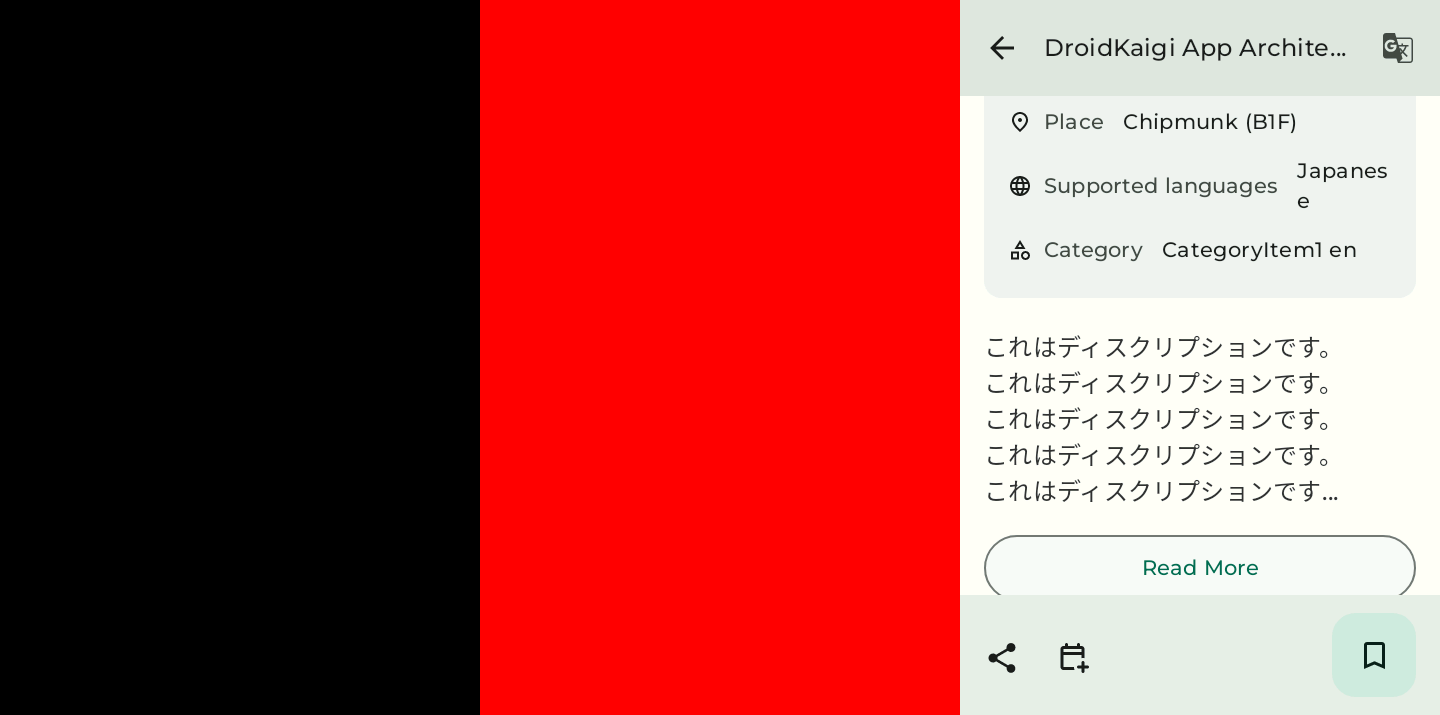 DroidKaigi App Archite...
Place Chipmunk (B1F)
Supported languages Japanes
e
Category CategoryItem1 en
これはディスクリプションです。
これはディスクリプションです。
これはディスクリプションです。
これはディスクリプションです。
これはディスクリプションです...
Read More